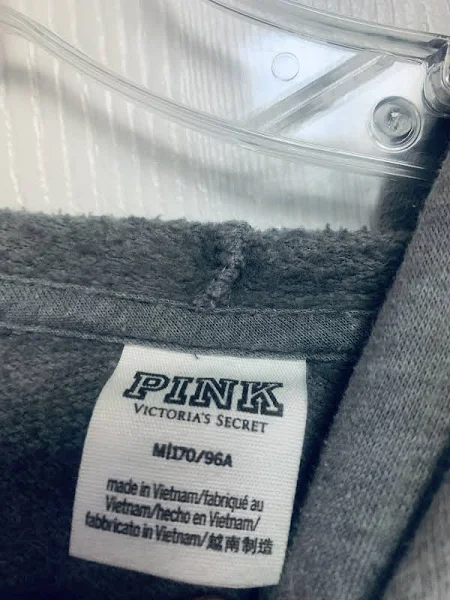 PINK
VICTORIA'S SECRET
M|170/96A
made in Vietnam/fabriqué au
Vietnam/hecho en Vietnam/
fabbricato in Vietnam/越南制造